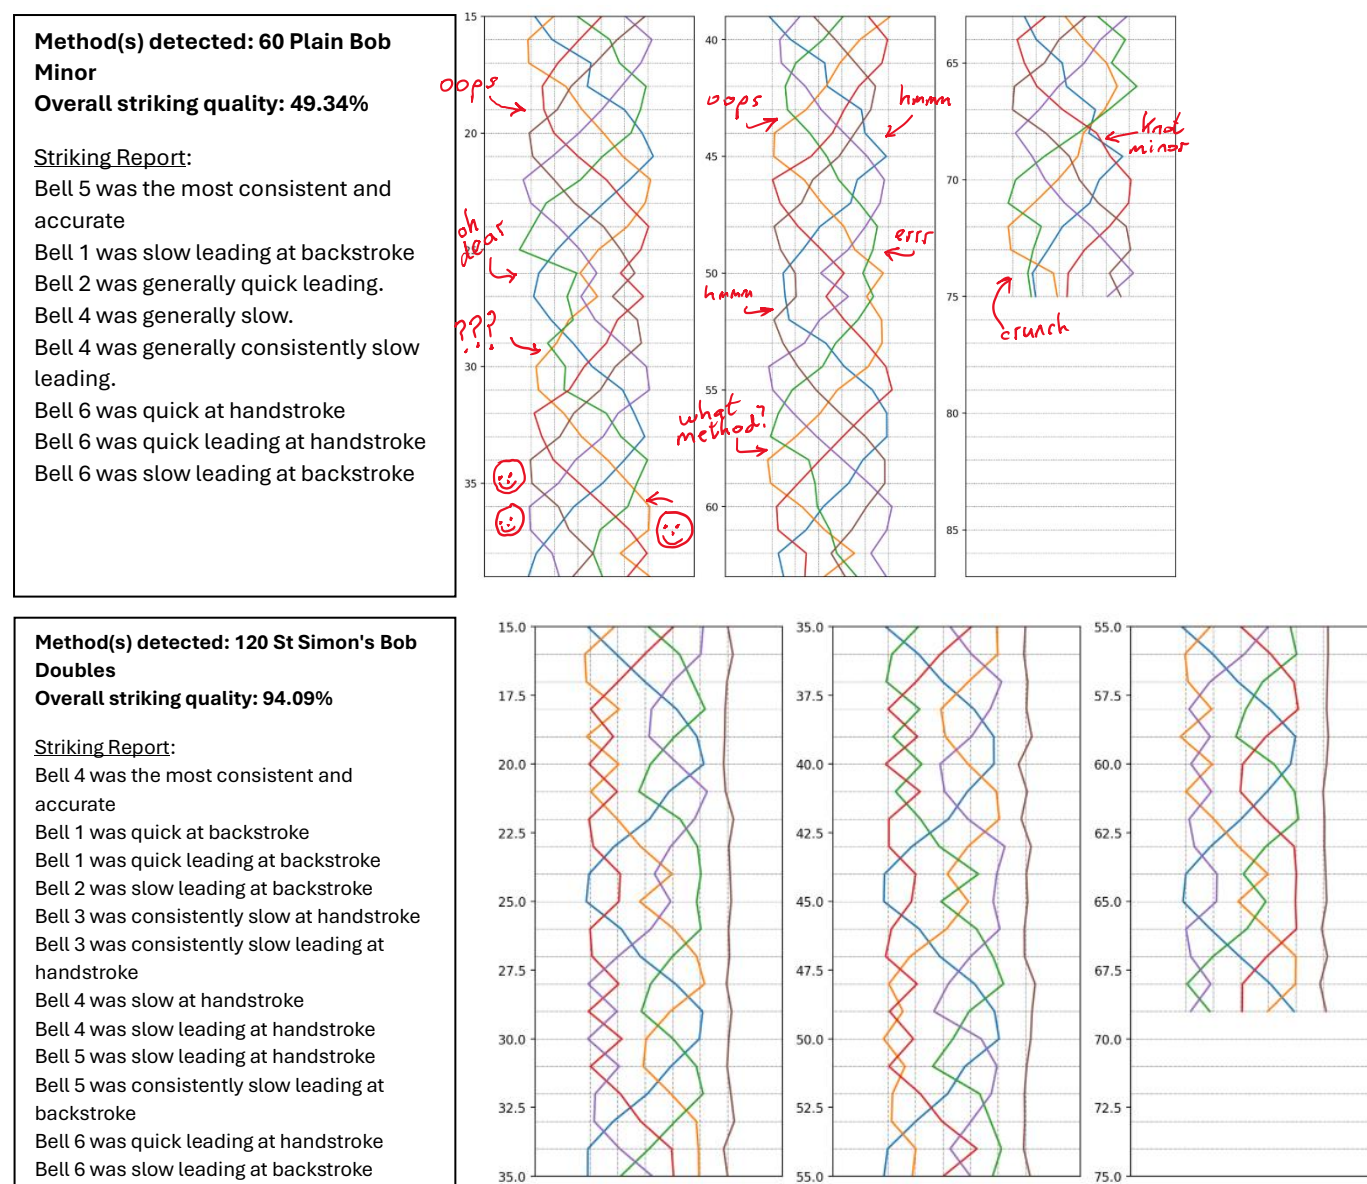 Method(s) detected: 60 Plain Bob
Minor
Overall striking quality: 49.34%
Striking Report:
Bell 5 was the most consistent and
accurate
Bell 1 was slow leading at backstroke
Bell 2 was generally quick leading.
Bell 4 was generally slow.
Bell 4 was generally consistently slow
leading.
Bell 6 was quick at handstroke
Bell 6 was quick leading at handstroke
Bell 6 was slow leading at backstroke
15
20
25
30
35
oops
oh
dear
???
40
45
50
55
60
oops
hmmm
errr
hmmm
what
method?
65
70
75
80
85
knot
minor
crunch
Method(s) detected: 120 St Simon's Bob
Doubles
Overall striking quality: 94.09%
Striking Report:
Bell 4 was the most consistent and
accurate
Bell 1 was quick at backstroke
Bell 1 was quick leading at backstroke
Bell 2 was slow leading at backstroke
Bell 3 was consistently slow at handstroke
Bell 3 was consistently slow leading at
handstroke
Bell 4 was slow at handstroke
Bell 4 was slow leading at handstroke
Bell 5 was slow leading at handstroke
Bell 5 was consistently slow leading at
backstroke
Bell 6 was quick leading at handstroke
Bell 6 was slow leading at backstroke
15.0
17.5
20.0
22.5
25.0
27.5
30.0
32.5
35.0
35.0
37.5
40.0
42.5
45.0
47.5
50.0
52.5
55.0
55.0
57.5
60.0
62.5
65.0
67.5
70.0
72.5
75.0